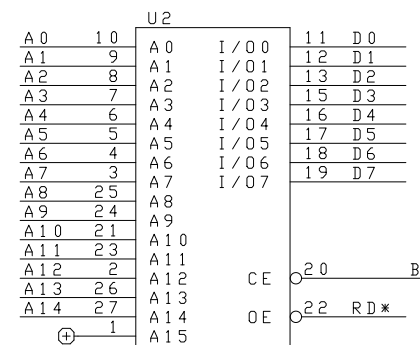 U2
A0 10 A0 I/O0 11 D0
A1 9 A1 I/O1 12 D1
A2 8 A2 I/O2 13 D2
A3 7 A3 I/O3 15 D3
A4 6 A4 I/O4 16 D4
A5 5 A5 I/O5 17 D5
A6 4 A6 I/O6 18 D6
A7 3 A7 I/O7 19 D7
A8 25 A8
A9 24 A9
A10 21 A10
A11 23 A11
A12 2 A12 CE 20 B
A13 26 A13
A14 27 A14 OE 22 RD*
1 A15